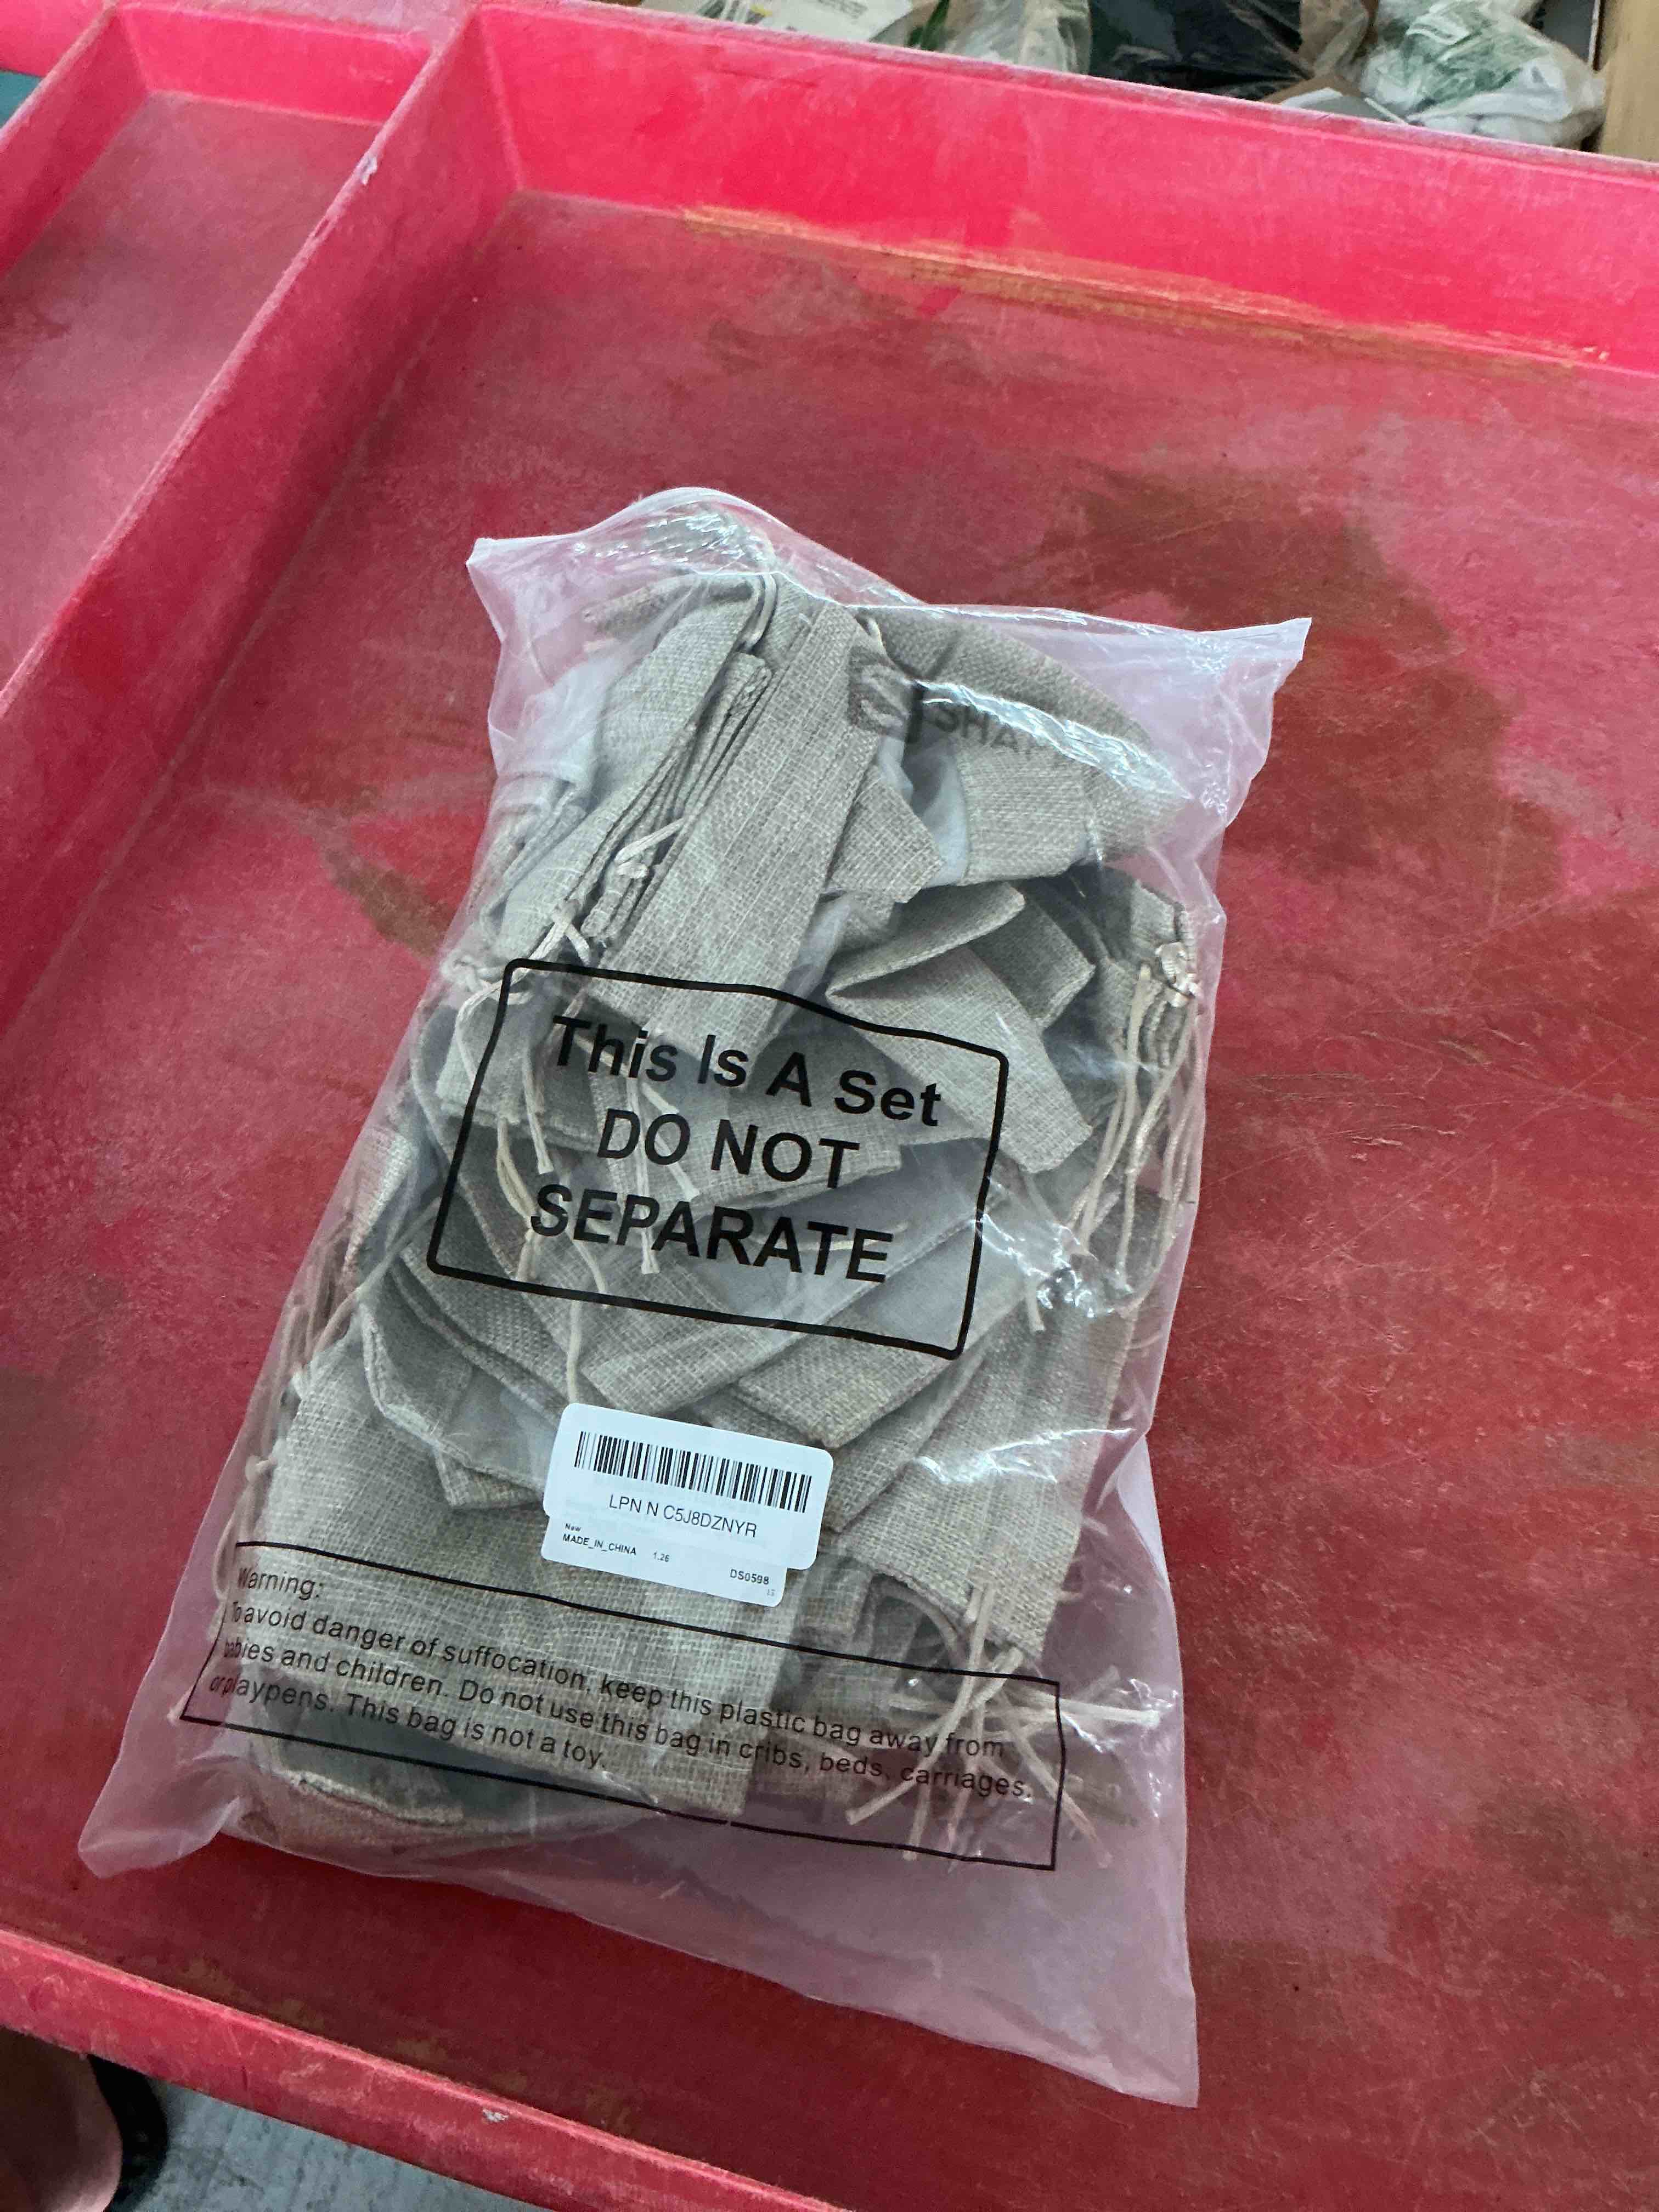 This Is A Set
DO NOT
SEPARATE
LPN N C5J8DZNYR
New
MADE_IN_CHINA 1.26
DS0598
Warning:
To avoid danger of suffocation, keep this plastic bag away from
babies and children. Do not use this bag in cribs, beds, carriages,
or playpens. This bag is not a toy.